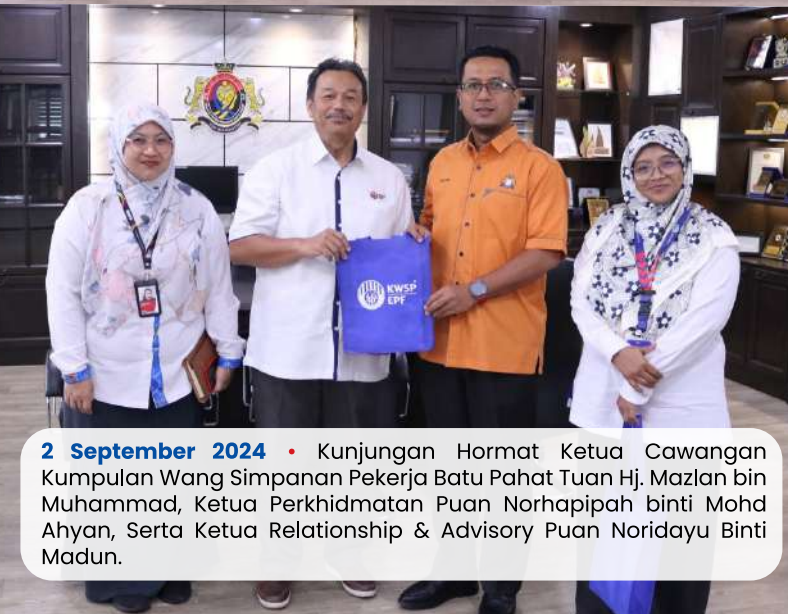 KWSP
EPF
2 September 2024 • Kunjungan Hormat Ketua Cawangan
Kumpulan Wang Simpanan Pekerja Batu Pahat Tuan Hj. Mazlan bin
Muhammad, Ketua Perkhidmatan Puan Norhapipah binti Mohd
Ahyan, Serta Ketua Relationship & Advisory Puan Noridayu Binti
Madun.